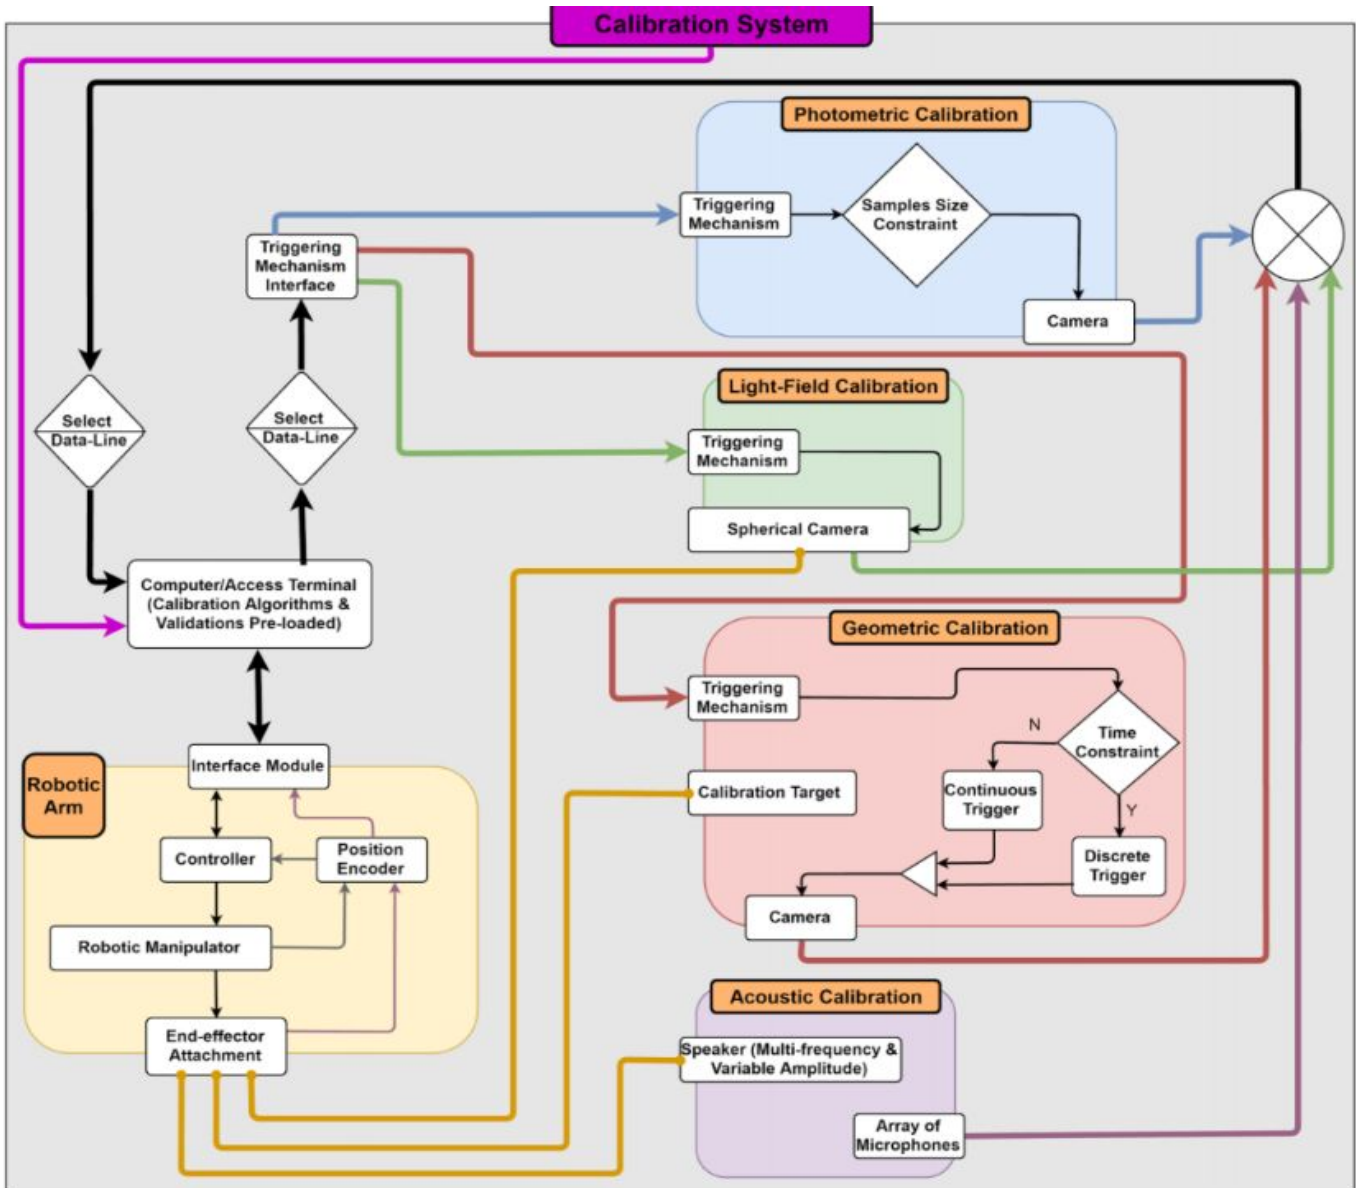 Calibration System
Photometric Calibration
Triggering
Mechanism
Samples Size
Constraint
Camera
Triggering
Mechanism
Interface
Select
Data-Line
Select
Data-Line
Light-Field Calibration
Triggering
Mechanism
Spherical Camera
Computer/Access Terminal
(Calibration Algorithms &
Validations Pre-loaded)
Geometric Calibration
Triggering
Mechanism
Time
Constraint
N
Y
Continuous
Trigger
Discrete
Trigger
Calibration Target
Camera
Robotic
Arm
Interface Module
Controller
Position
Encoder
Robotic Manipulator
End-effector
Attachment
Acoustic Calibration
Speaker (Multi-frequency &
Variable Amplitude)
Array of
Microphones